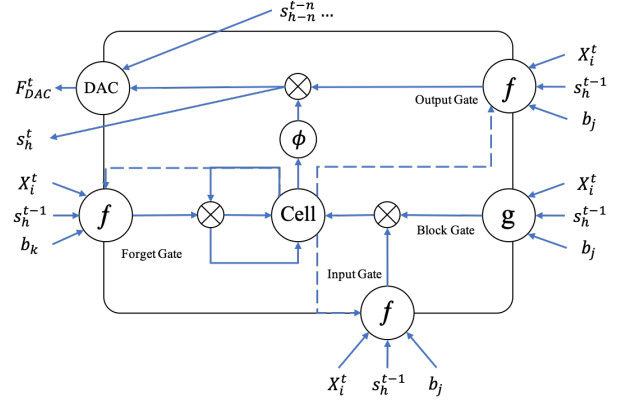 s_{h-n}^{t-n} ...
X_i^t
DAC
F_{DAC}^t
f
s_h^{t-1}
Output Gate
b_j
s_h^t
ϕ
X_i^t
X_i^t
s_h^{t-1}
f
Cell
g
s_h^{t-1}
Block Gate
b_k
Forget Gate
b_j
Input Gate
f
X_i^t
s_h^{t-1}
b_j